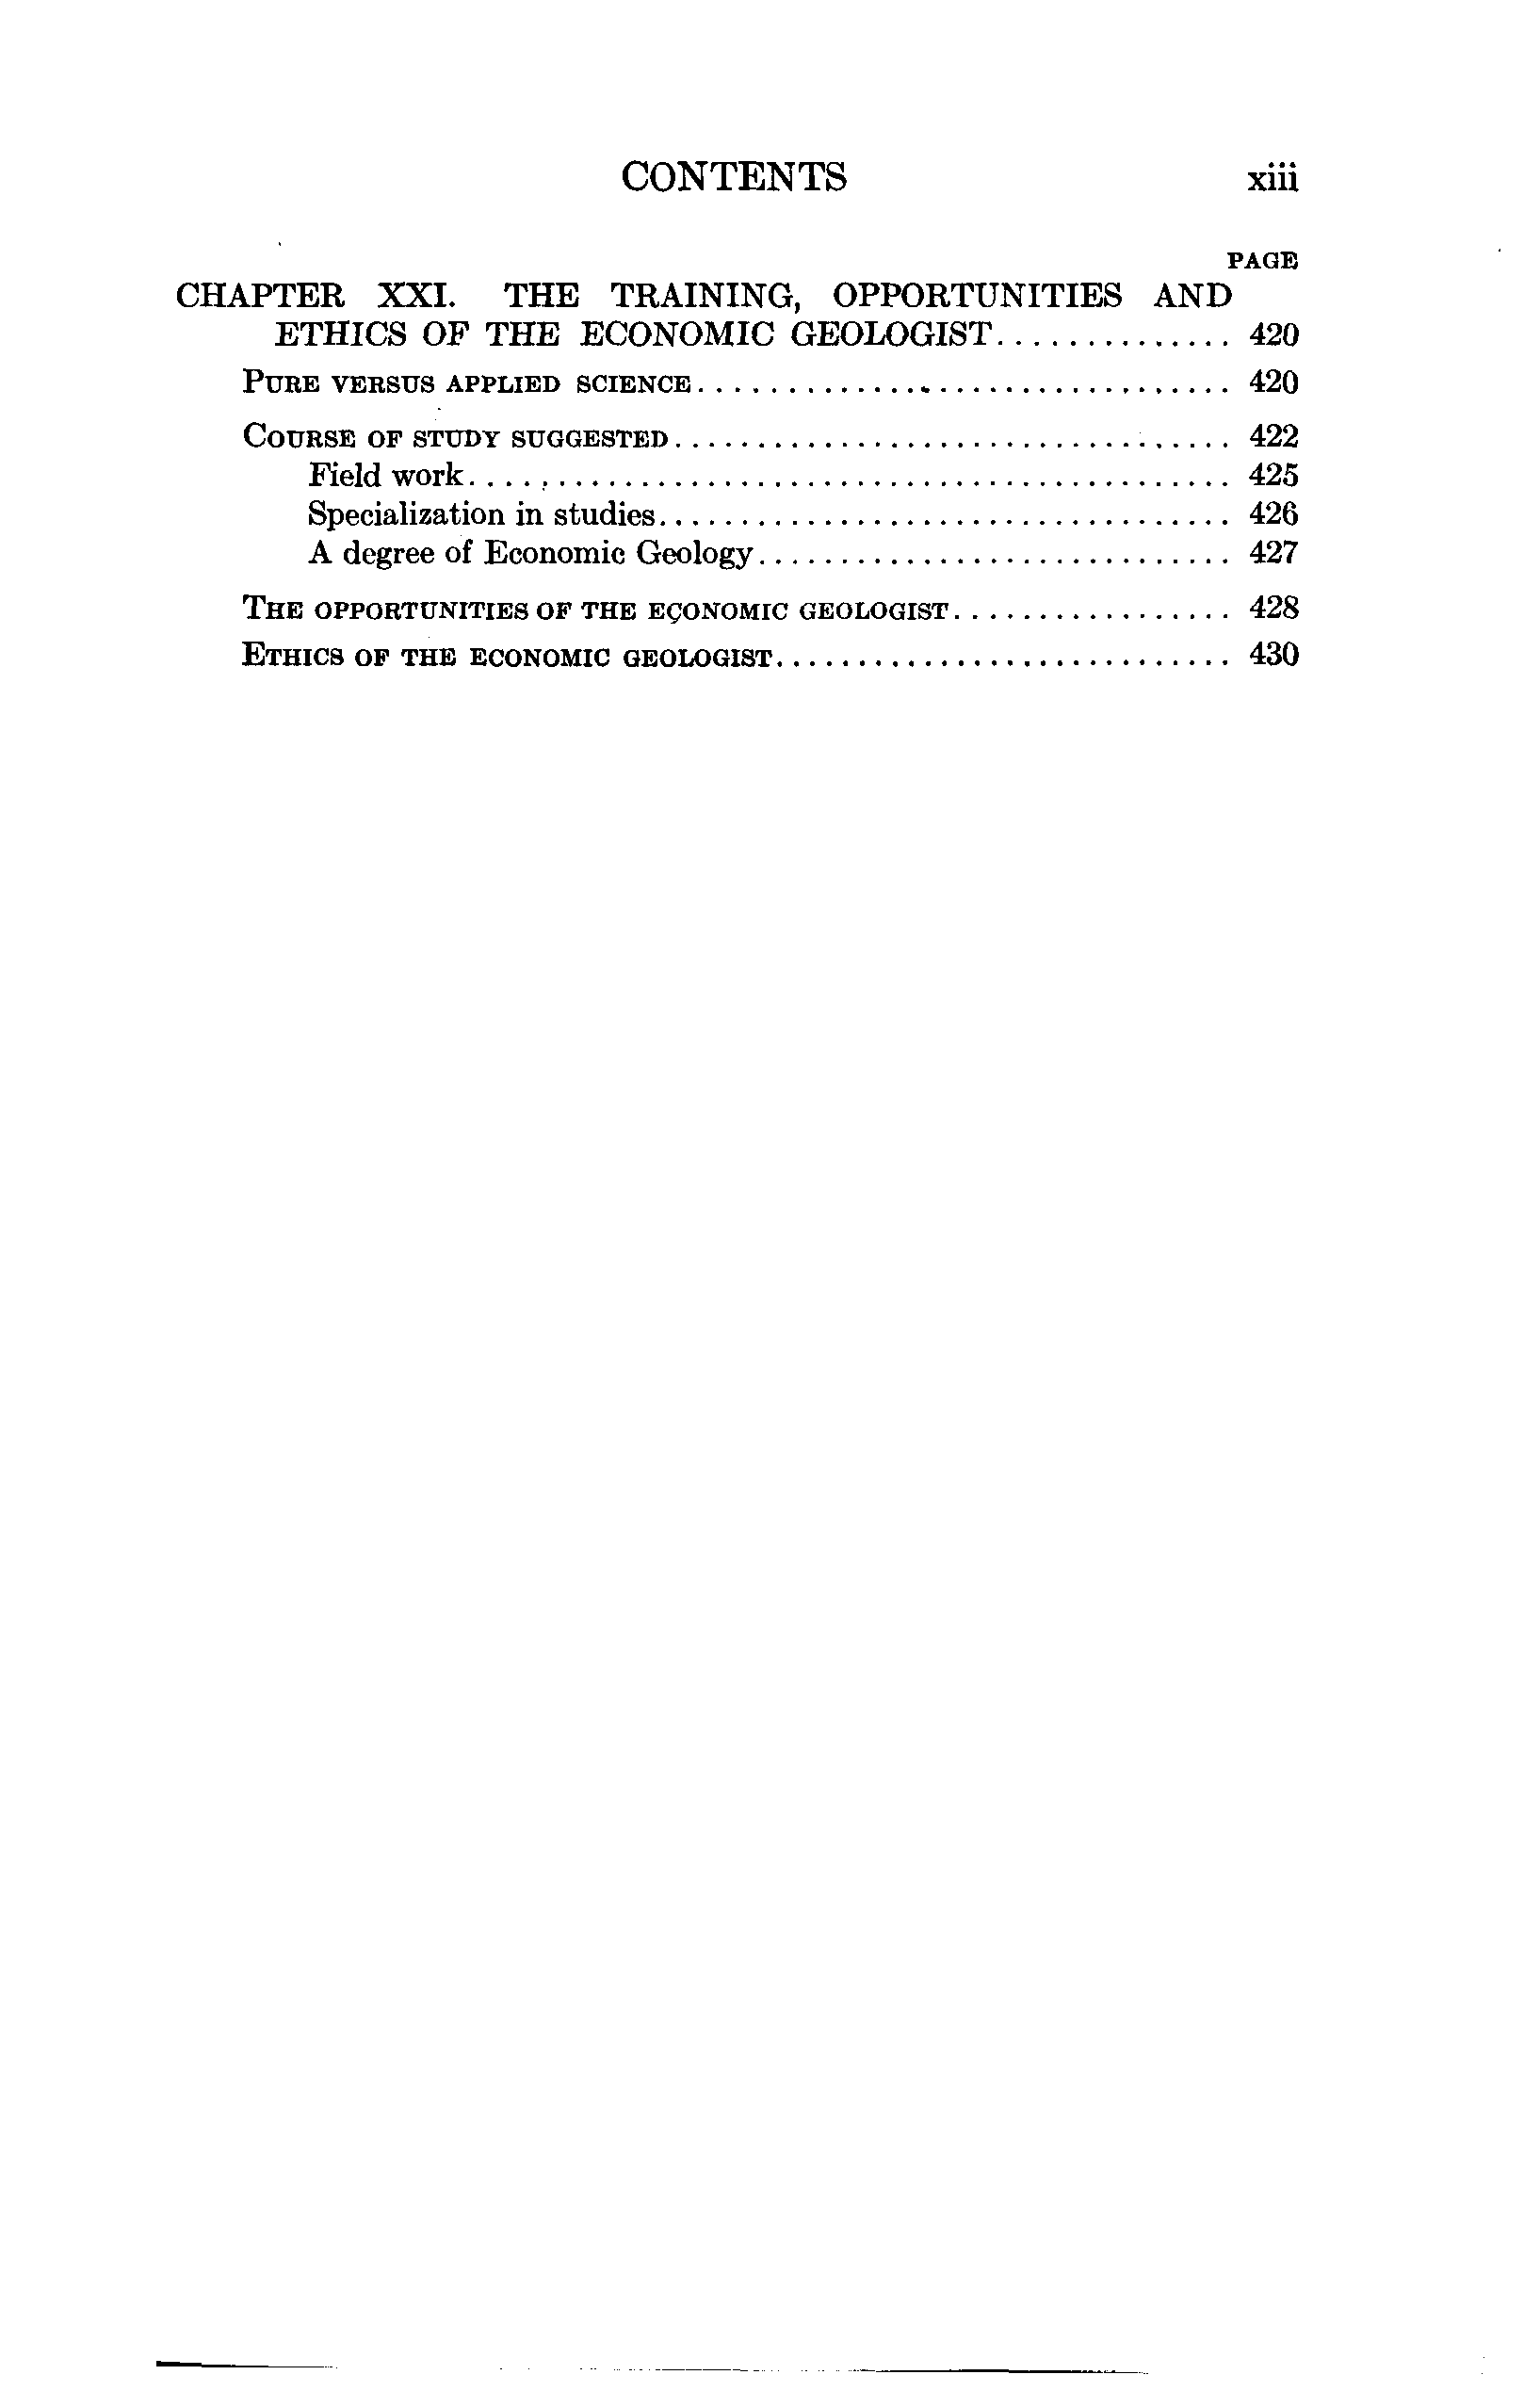 CONTENTS xiii
PAGE
CHAPTER XXI. THE TRAINING, OPPORTUNITIES AND
ETHICS OF THE ECONOMIC GEOLOGIST.............. 420
PURE VERSUS APPLIED SCIENCE................................ 420
COURSE OF STUDY SUGGESTED.................................. 422
Field work.............................................. 425
Specialization in studies................................... 426
A degree of Economic Geology............................. 427
THE OPPORTUNITIES OF THE ECONOMIC GEOLOGIST................. 428
ETHICS OF THE ECONOMIC GEOLOGIST............................ 430